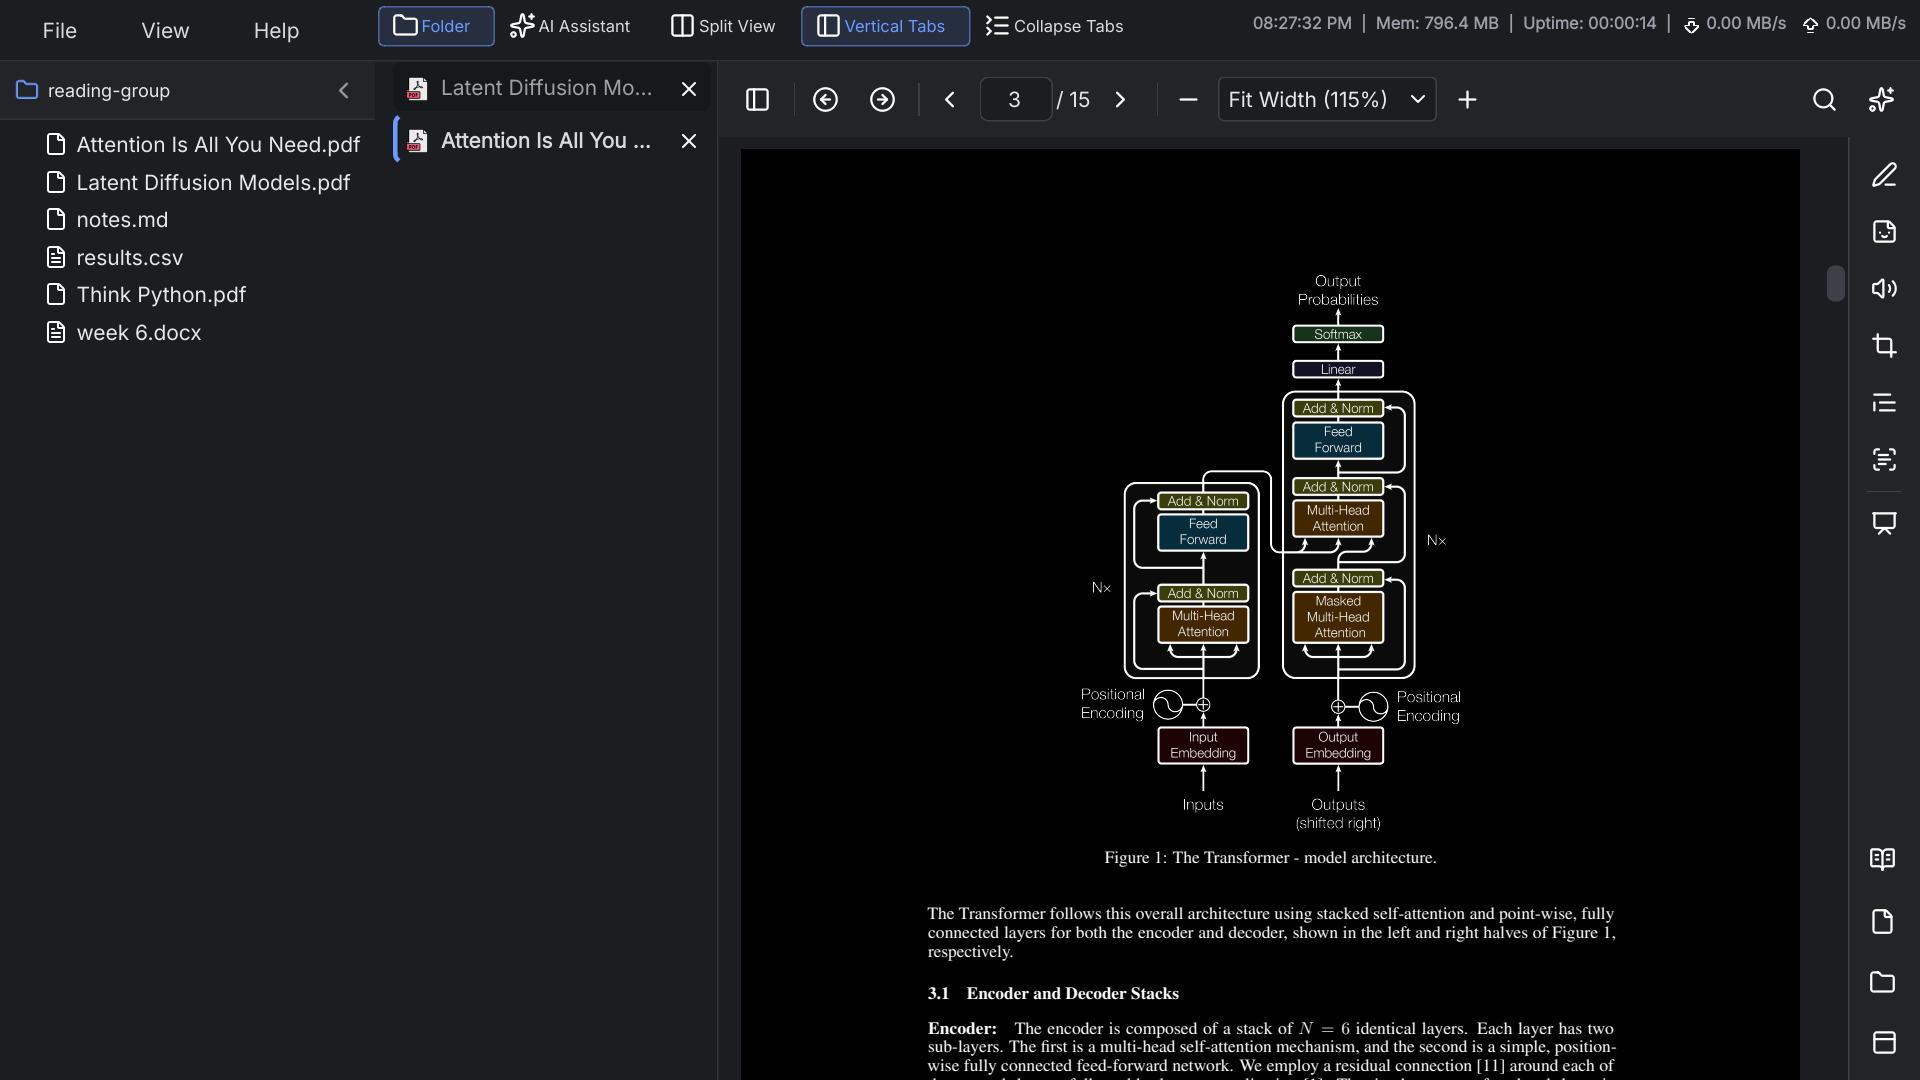 File View Help Folder AI Assistant Split View Vertical Tabs Collapse Tabs 08:27:32 PM | Mem: 796.4 MB | Uptime: 00:00:14 | 0.00 MB/s 0.00 MB/s
reading-group
Attention Is All You Need.pdf
Latent Diffusion Models.pdf
notes.md
results.csv
Think Python.pdf
week 6.docx
Latent Diffusion Mo...
Attention Is All You ...
3 / 15 Fit Width (115%)
Output
Probabilities
Softmax
Linear
Add & Norm
Feed
Forward
Add & Norm
Multi-Head
Attention
Nx
Add & Norm
Masked
Multi-Head
Attention
Add & Norm
Feed
Forward
Nx
Add & Norm
Multi-Head
Attention
Positional
Encoding
Positional
Encoding
Input
Embedding
Output
Embedding
Inputs
Outputs
(shifted right)
Figure 1: The Transformer - model architecture.
The Transformer follows this overall architecture using stacked self-attention and point-wise, fully
connected layers for both the encoder and decoder, shown in the left and right halves of Figure 1,
respectively.
3.1 Encoder and Decoder Stacks
Encoder: The encoder is composed of a stack of N = 6 identical layers. Each layer has two
sub-layers. The first is a multi-head self-attention mechanism, and the second is a simple, position-
wise fully connected feed-forward network. We employ a residual connection [11] around each of